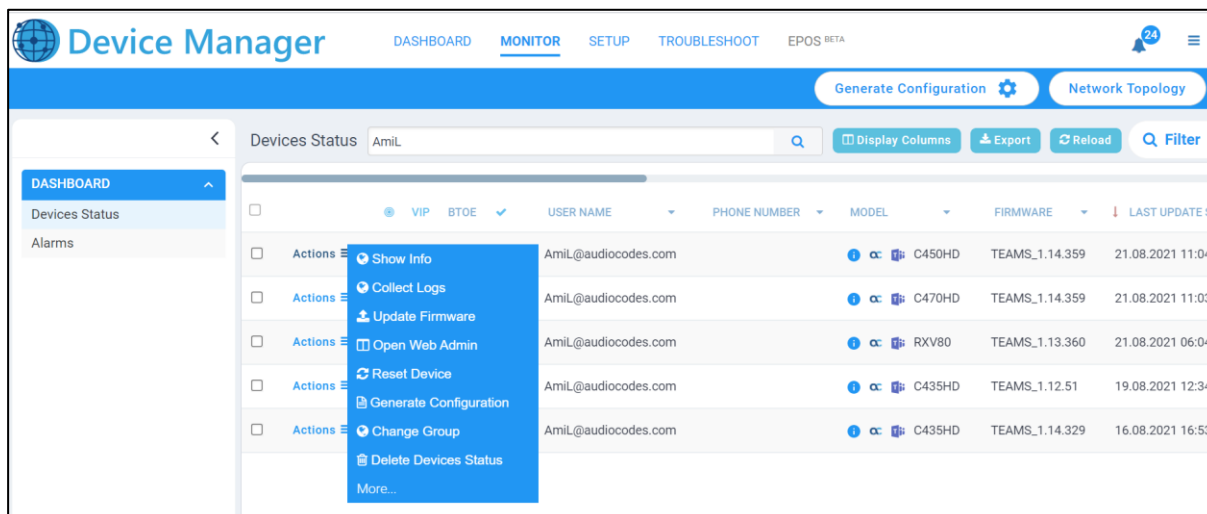 Device Manager DASHBOARD MONITOR SETUP TROUBLESHOOT EPOS BETA 24
Generate Configuration Network Topology
Devices Status AmiL Display Columns Export Reload Filter
DASHBOARD
Devices Status
Alarms
VIP BTOE USER NAME PHONE NUMBER MODEL FIRMWARE LAST UPDATE S
Actions AmiL@audiocodes.com C450HD TEAMS_1.14.359 21.08.2021 11:04
Actions AmiL@audiocodes.com C470HD TEAMS_1.14.359 21.08.2021 11:03
Actions AmiL@audiocodes.com RXV80 TEAMS_1.13.360 21.08.2021 06:04
Actions AmiL@audiocodes.com C435HD TEAMS_1.12.51 19.08.2021 12:34
Actions AmiL@audiocodes.com C435HD TEAMS_1.14.329 16.08.2021 16:53
Show Info
Collect Logs
Update Firmware
Open Web Admin
Reset Device
Generate Configuration
Change Group
Delete Devices Status
More...